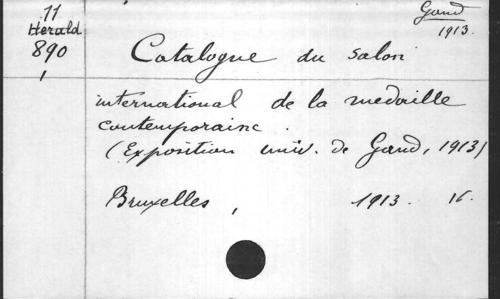 11
Herald
890
1
Gand
1913.
Catalogue du salon
international de la medaille
contemporaine.
(Exposition univ. de Gand, 1913)
Bruxelles, 1913. 16.